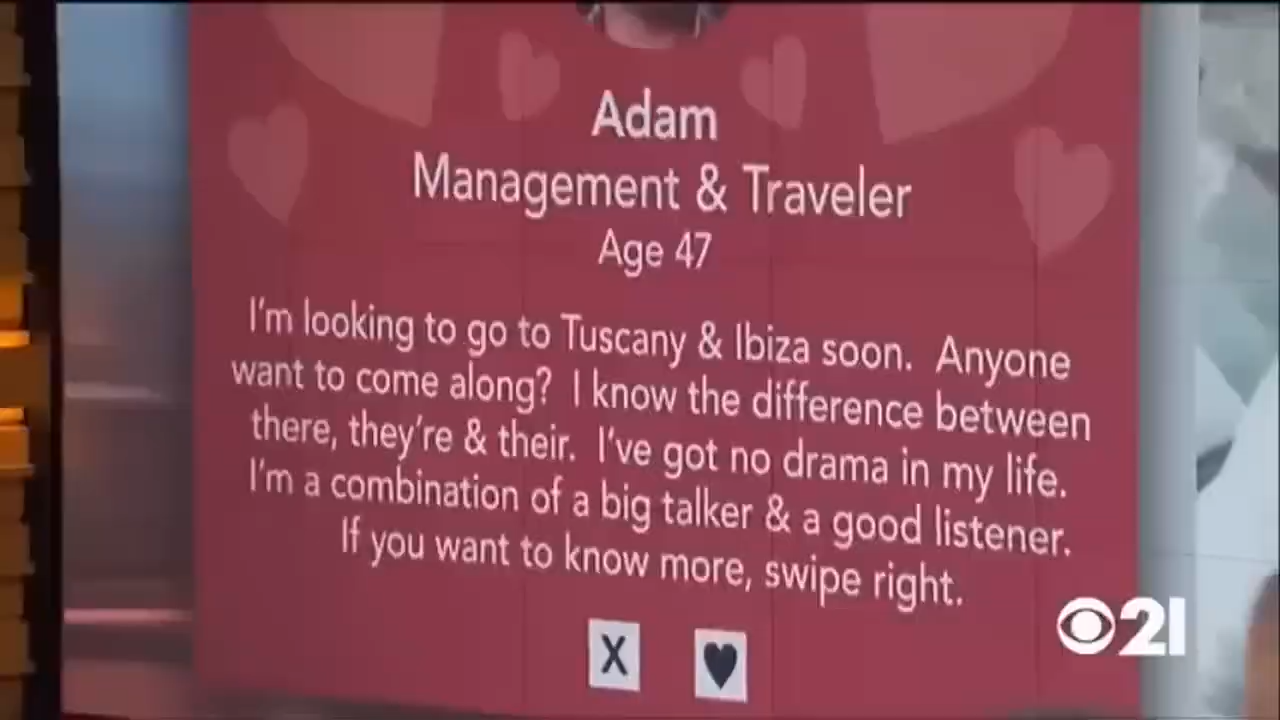 Adam
Management & Traveler
Age 47
I'm looking to go to Tuscany & Ibiza soon. Anyone
want to come along? I know the difference between
there, they're & their. I've got no drama in my life.
I'm a combination of a big talker & a good listener.
If you want to know more, swipe right.
X
21